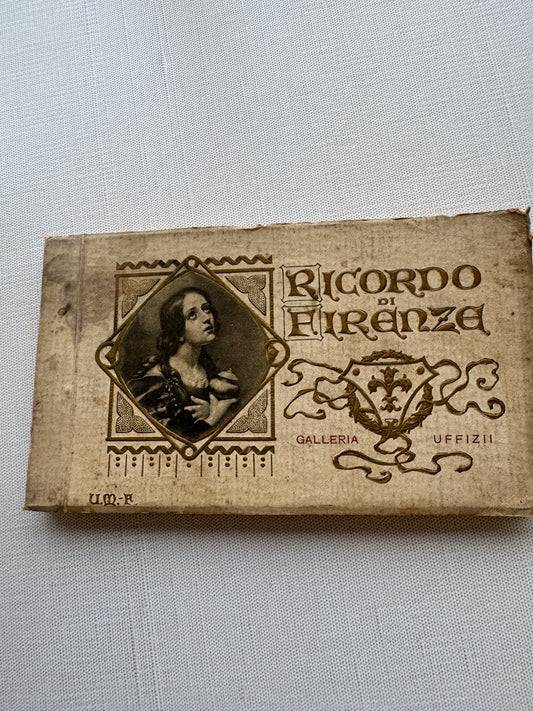 RICORDO
DI
FIRENZE
GALLERIA UFFIZII
U.M.-F.